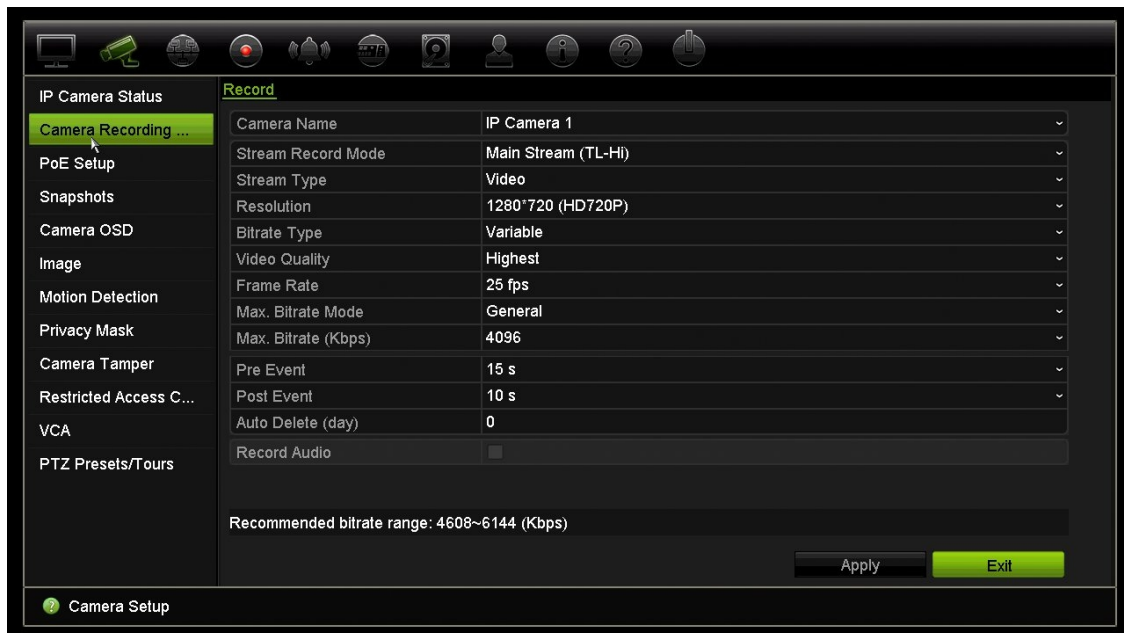 IP Camera Status
Camera Recording ...
PoE Setup
Snapshots
Camera OSD
Image
Motion Detection
Privacy Mask
Camera Tamper
Restricted Access C...
VCA
PTZ Presets/Tours
Record
Camera Name IP Camera 1
Stream Record Mode Main Stream (TL-Hi)
Stream Type Video
Resolution 1280*720 (HD720P)
Bitrate Type Variable
Video Quality Highest
Frame Rate 25 fps
Max. Bitrate Mode General
Max. Bitrate (Kbps) 4096
Pre Event 15 s
Post Event 10 s
Auto Delete (day) 0
Record Audio
Recommended bitrate range: 4608~6144 (Kbps)
Apply Exit
Camera Setup